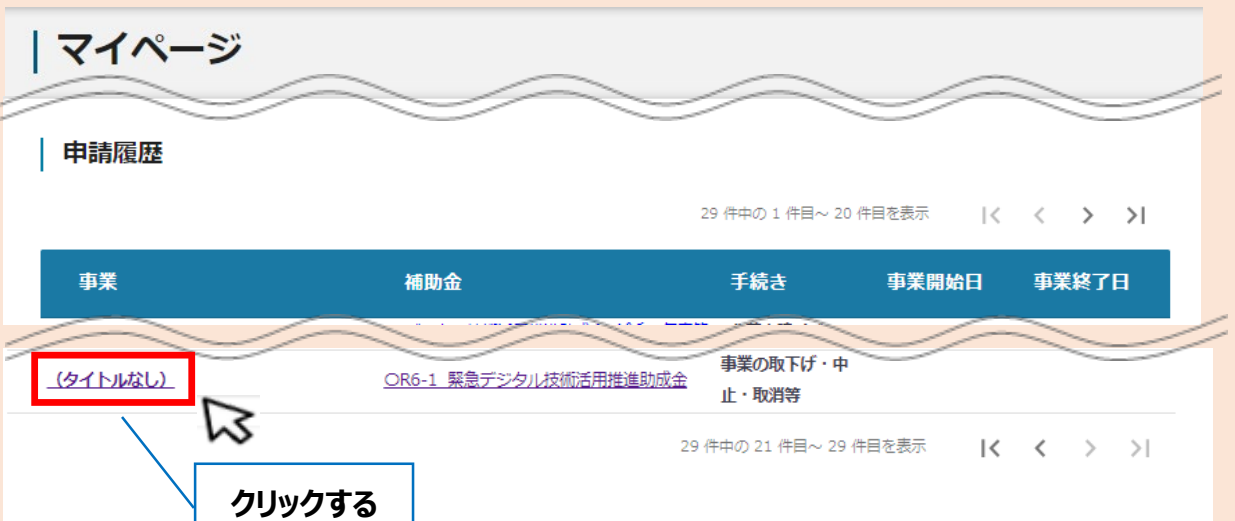 マイページ
申請履歴
29 件中の 1 件目～ 20 件目を表示
事業 補助金 手続き 事業開始日 事業終了日
（タイトルなし） OR6-1 緊急デジタル技術活用推進助成金 事業の取下げ・中
止・取消等
29 件中の 21 件目～ 29 件目を表示
クリックする